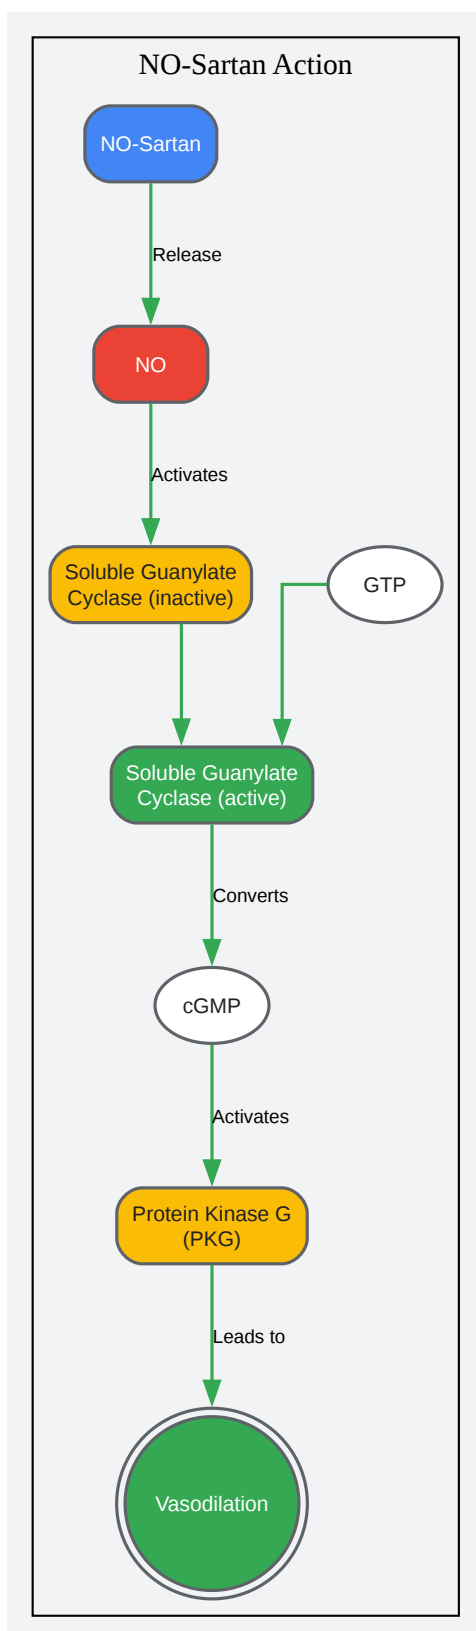 NO-Sartan Action
NO-Sartan
Release
NO
Activates
Soluble Guanylate
Cyclase (inactive)
GTP
Soluble Guanylate
Cyclase (active)
Converts
cGMP
Activates
Protein Kinase G
(PKG)
Leads to
Vasodilation